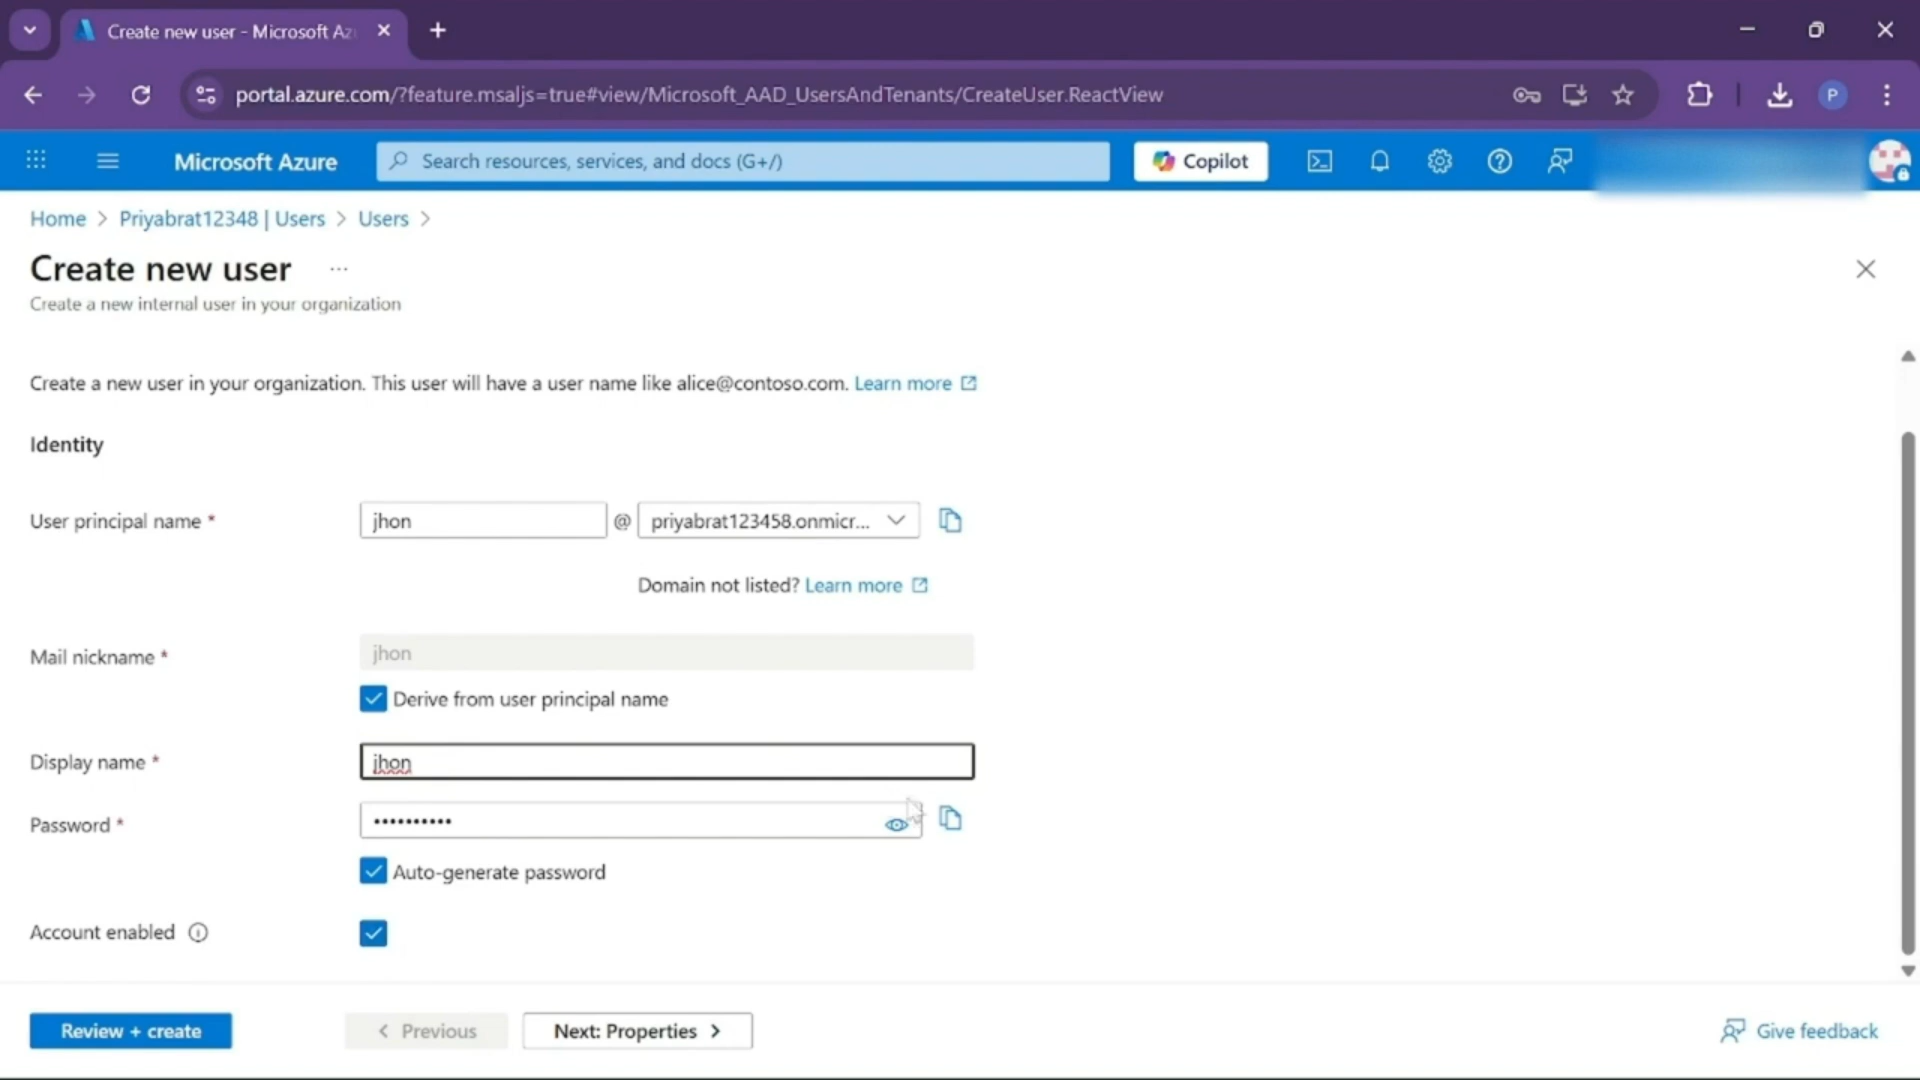 Create new user - Microsoft Az
portal.azure.com/?feature.msaljs=true#view/Microsoft_AAD_UsersAndTenants/CreateUser.ReactView
P
Microsoft Azure
Search resources, services, and docs (G+/)
Copilot
Home > Priyabrat12348 | Users > Users >
Create new user ...
Create a new internal user in your organization
Create a new user in your organization. This user will have a user name like alice@contoso.com. Learn more
Identity
User principal name * jhon @ priyabrat123458.onmicr...
Domain not listed? Learn more
Mail nickname * jhon
Derive from user principal name
Display name * jhon
Password * ••••••••••
Auto-generate password
Account enabled
Review + create < Previous Next: Properties > Give feedback